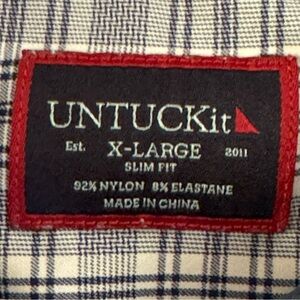 UNTUCKit
Est. X-LARGE 2011
SLIM FIT
92% NYLON 8% ELASTANE
MADE IN CHINA